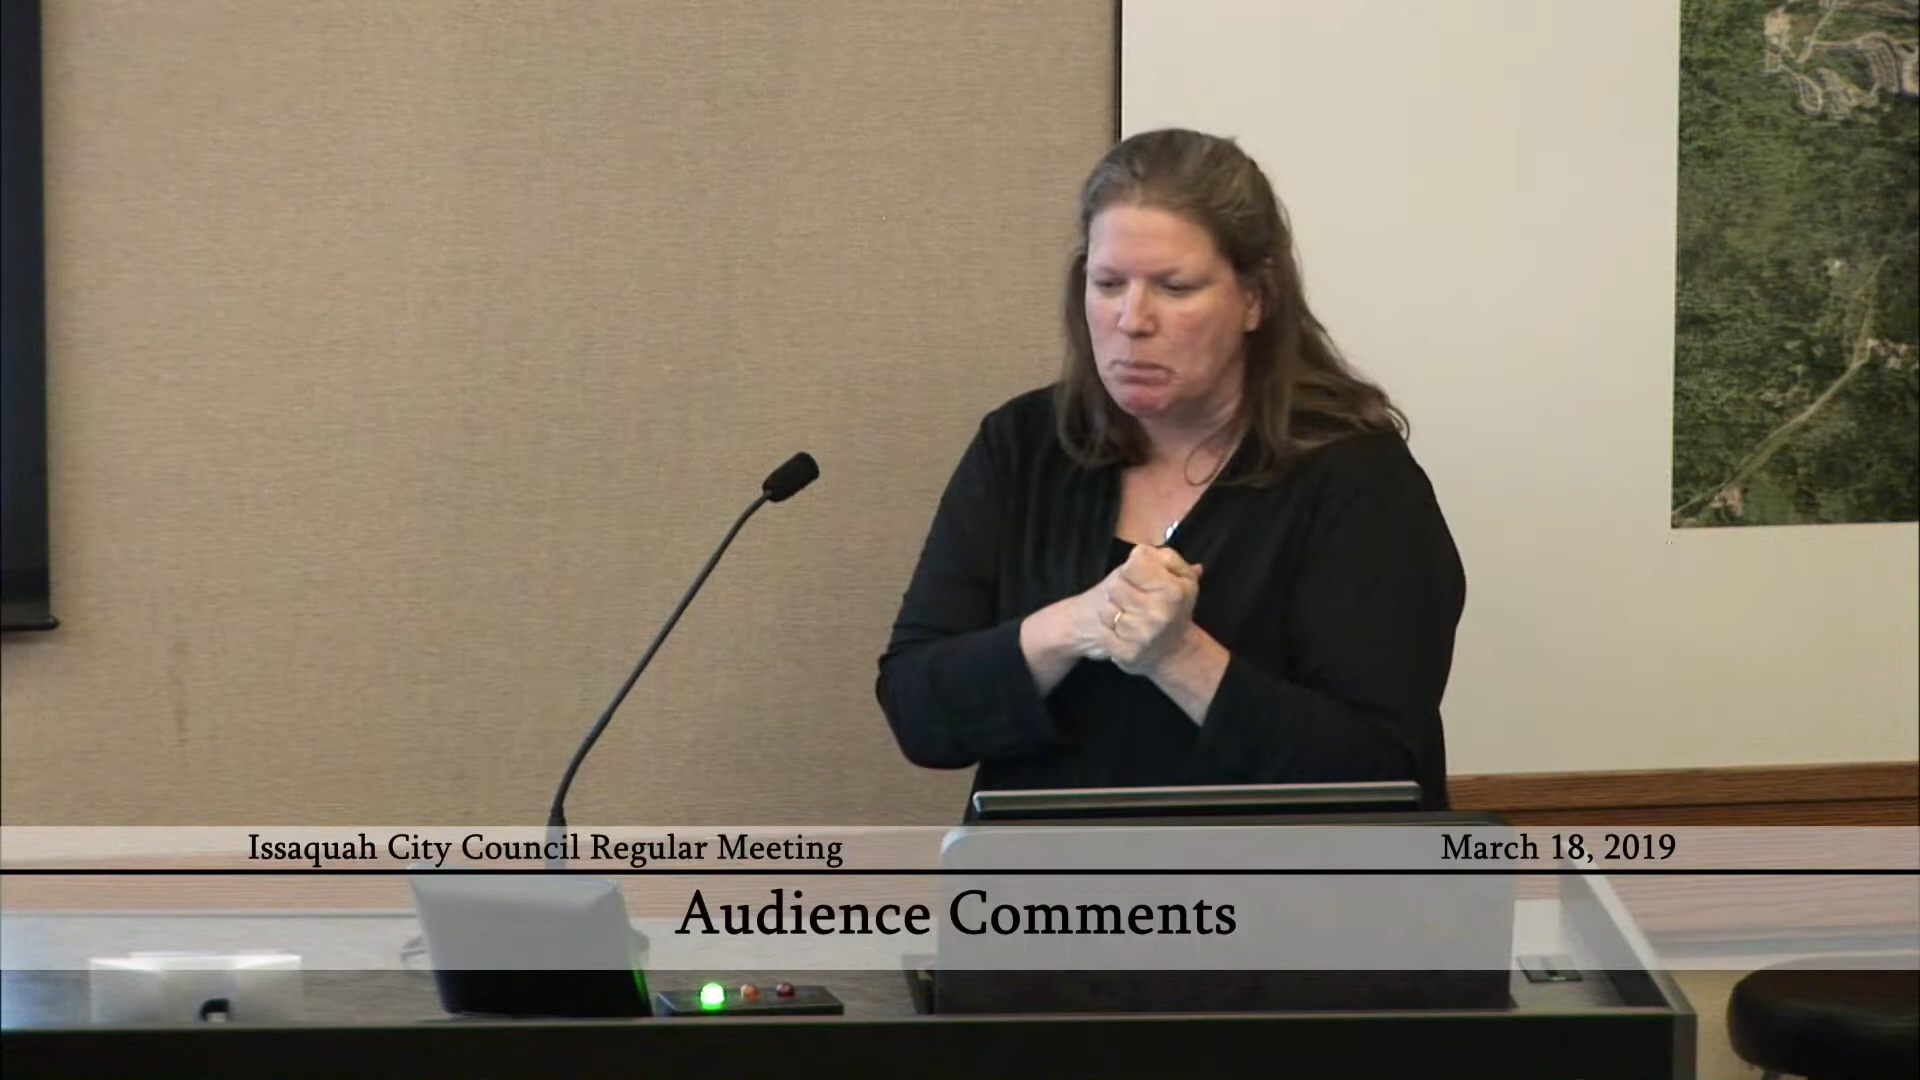 Issaquah City Council Regular Meeting
March 18, 2019
Audience Comments